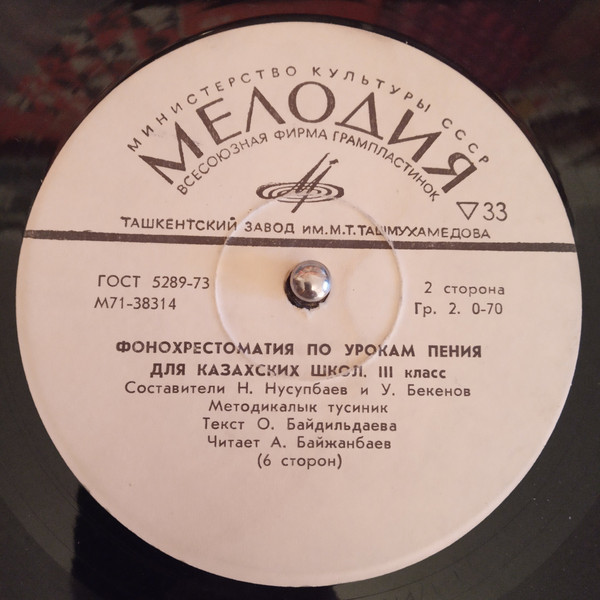 МИНИСТЕРСТВО КУЛЬТУРЫ СССР
МЕЛОДИЯ
ВСЕСОЮЗНАЯ ФИРМА ГРАМПЛАСТИНОК
33
ТАШКЕНТСКИЙ ЗАВОД ИМ.М.Т.ТАШМУХАМЕДОВА
ГОСТ 5289-73
М71-38314
2 сторона
Гр. 2. 0-70
ФОНОХРЕСТОМАТИЯ ПО УРОКАМ ПЕНИЯ
ДЛЯ КАЗАХСКИХ ШКОЛ. III класс
Составители Н. Нусупбаев и У. Бекенов
Методикалык тусиник
Текст О. Байдильдаева
Читает А. Байжанбаев
(6 сторон)